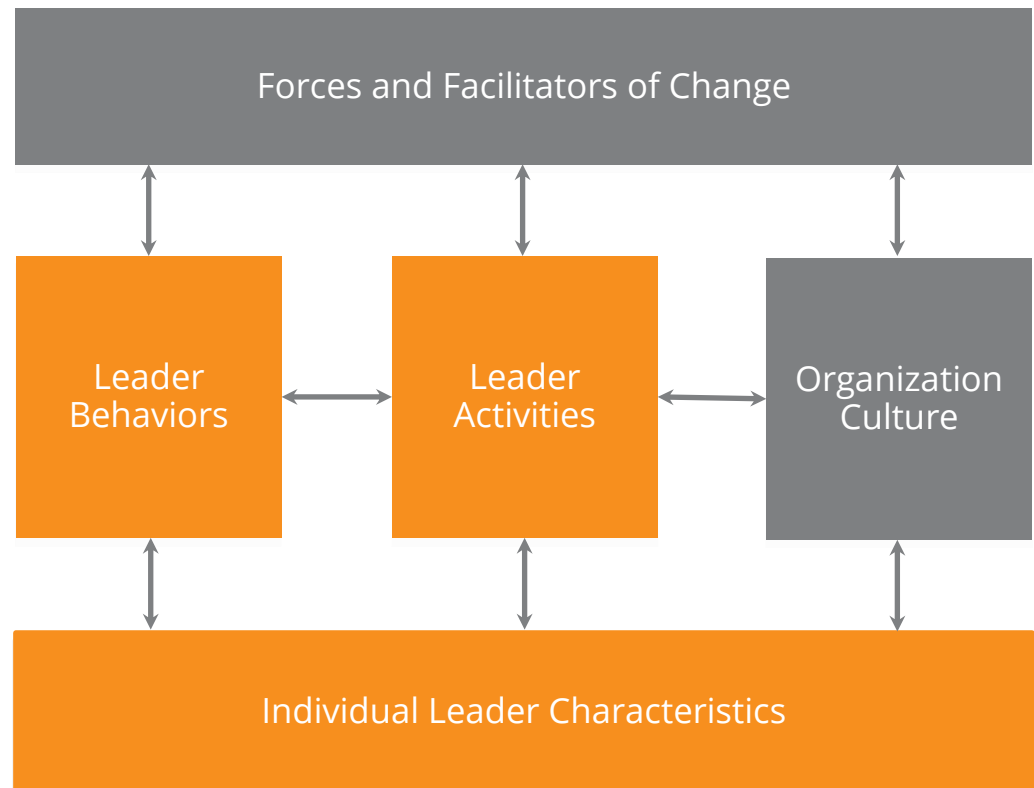 Forces and Facilitators of Change
Leader
Behaviors
Leader
Activities
Organization
Culture
Individual Leader Characteristics